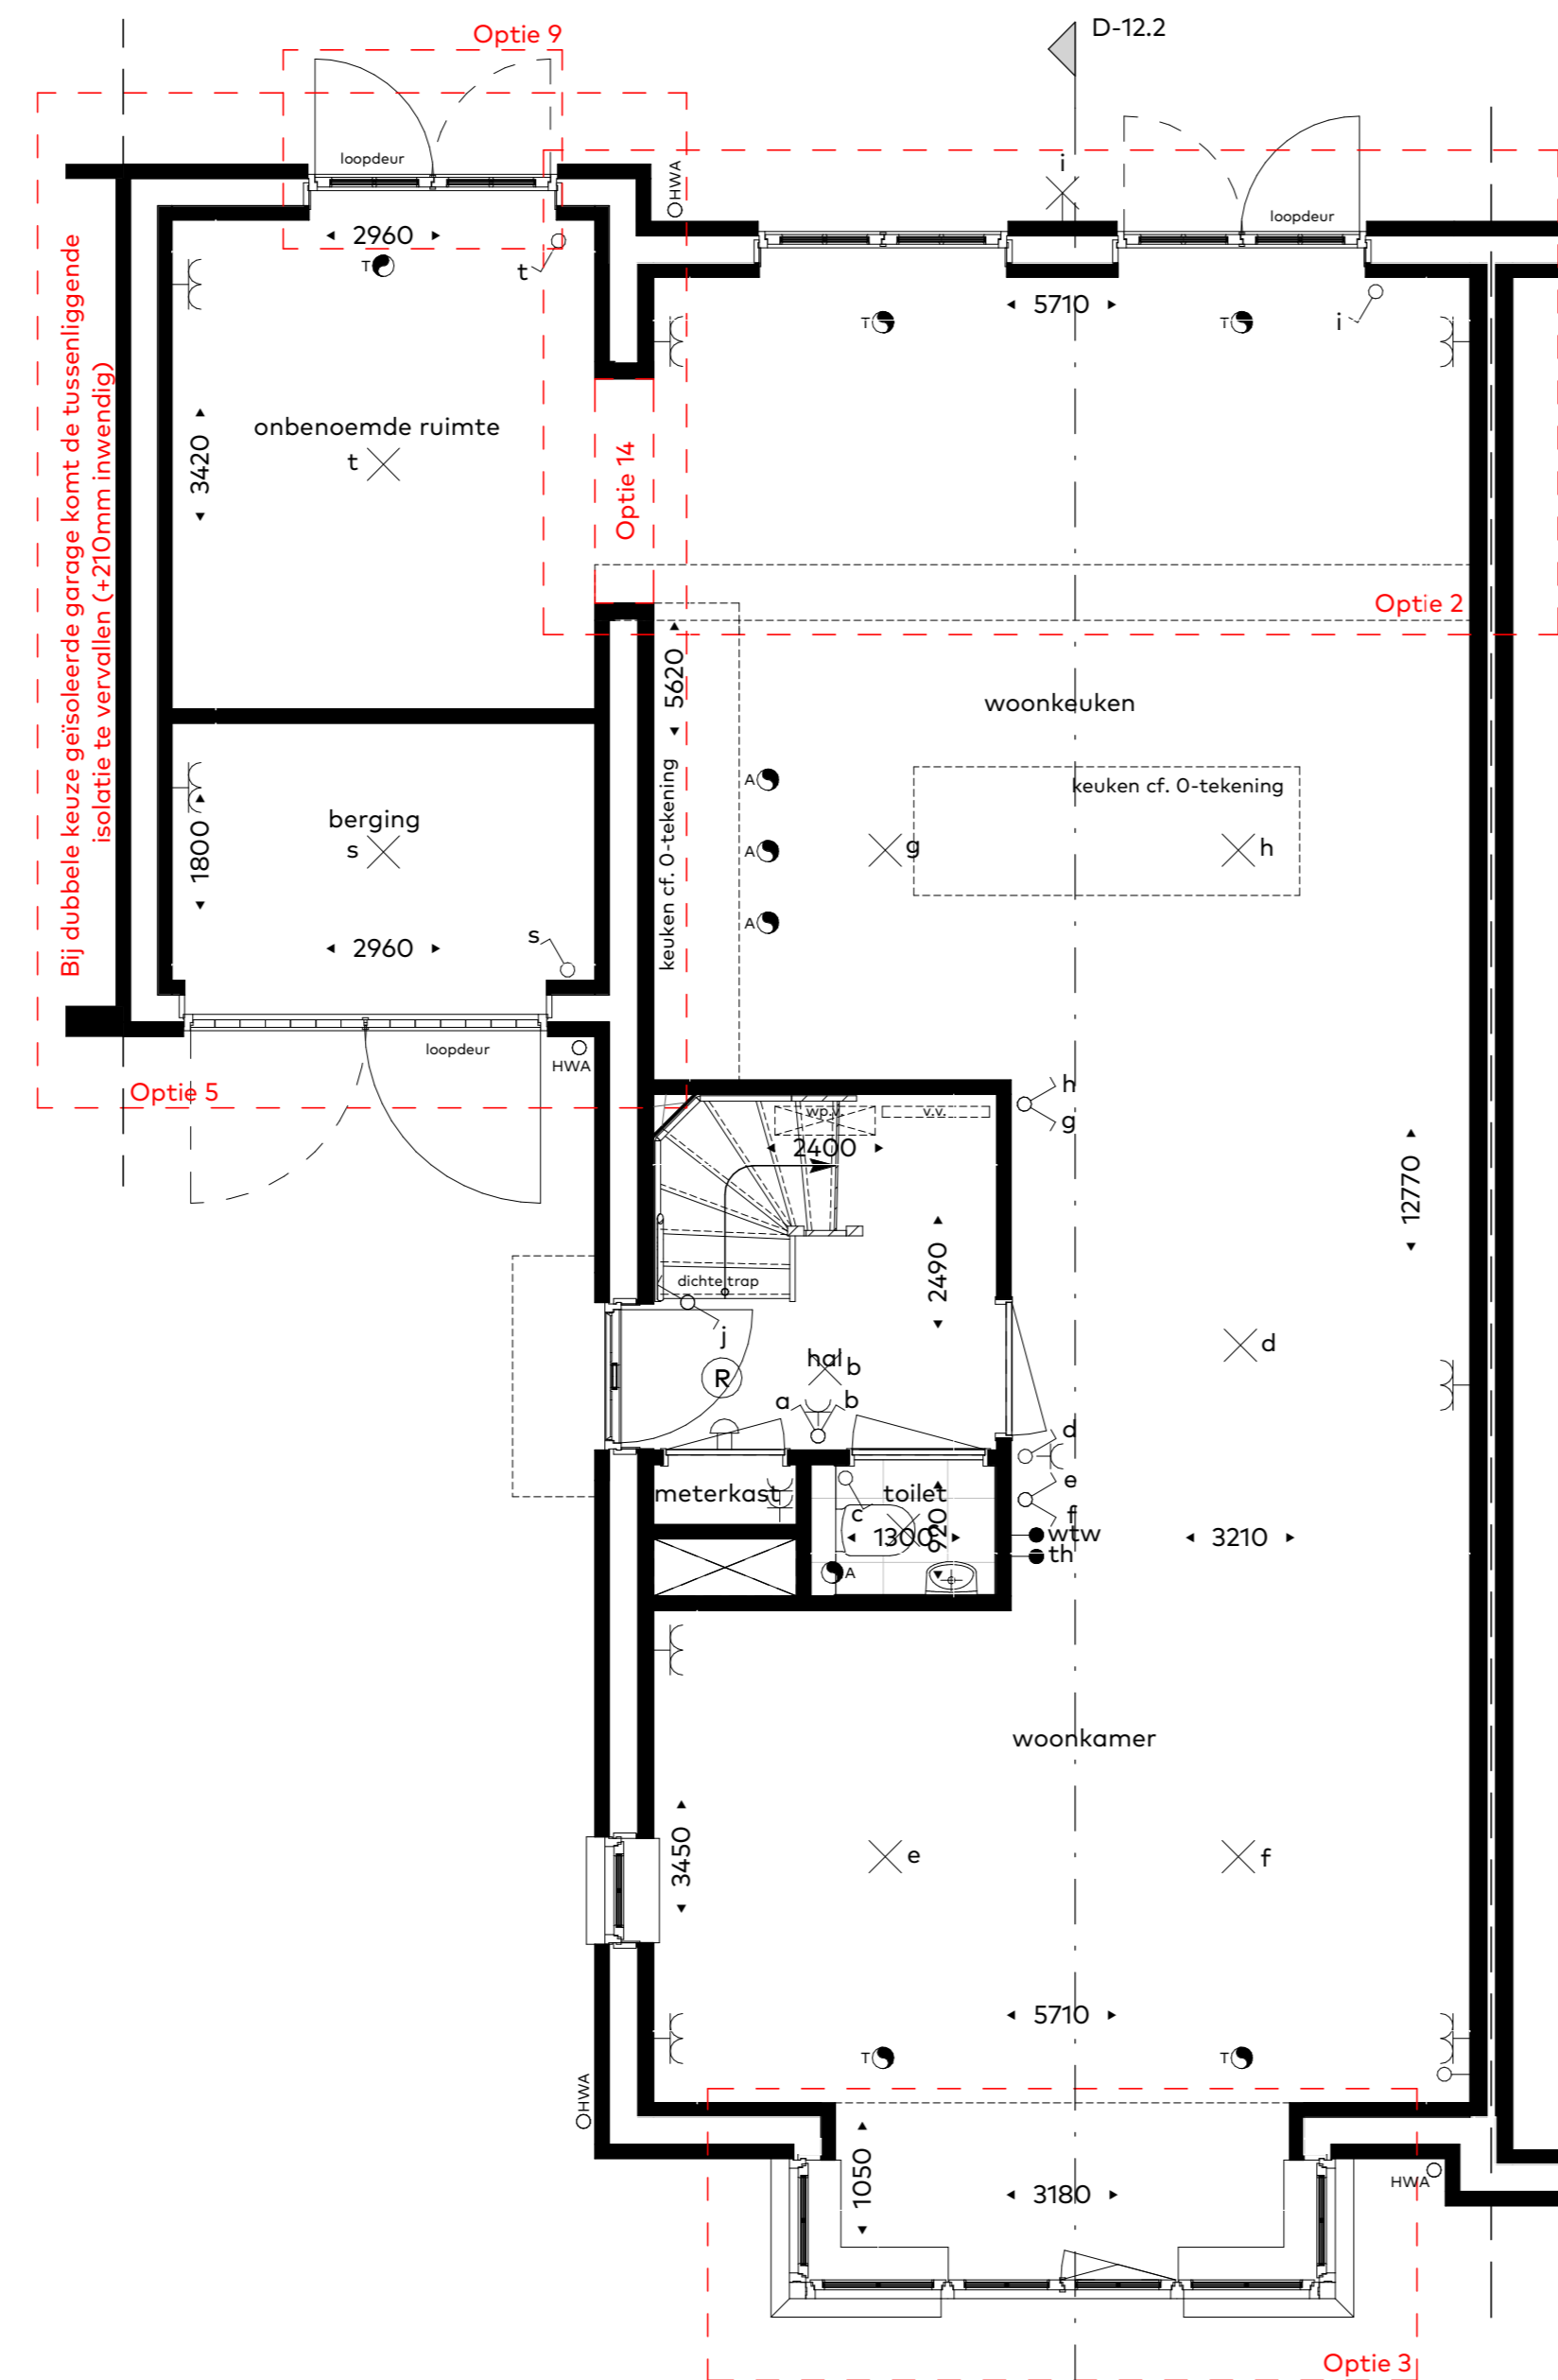 Optie 9
D-12.2
loopdeur
HWA
i
loopdeur
2960
T
t
5710
T
T
i
Bij dubbele keuze geïsoleerde garage komt de tussenliggende
isolatie te vervallen (+210mm inwendig)
onbenoemde ruimte
t
3420
Optie 14
Optie 2
5620
woonkeuken
keuken cf. 0-tekening
A
berging
s
1800
A
g
h
keuken cf. 0-tekening
A
s
2960
loopdeur
HWA
Optie 5
h
g
wp.v.
v.v.
2400
12770
2490
dichte trap
j
hal
b
d
R
a
b
d
meterkast
toilet
e
c
f
1300
920
wtw
th
3210
A
woonkamer
3450
e
f
5710
T
T
HWA
1050
3180
HWA
Optie 3